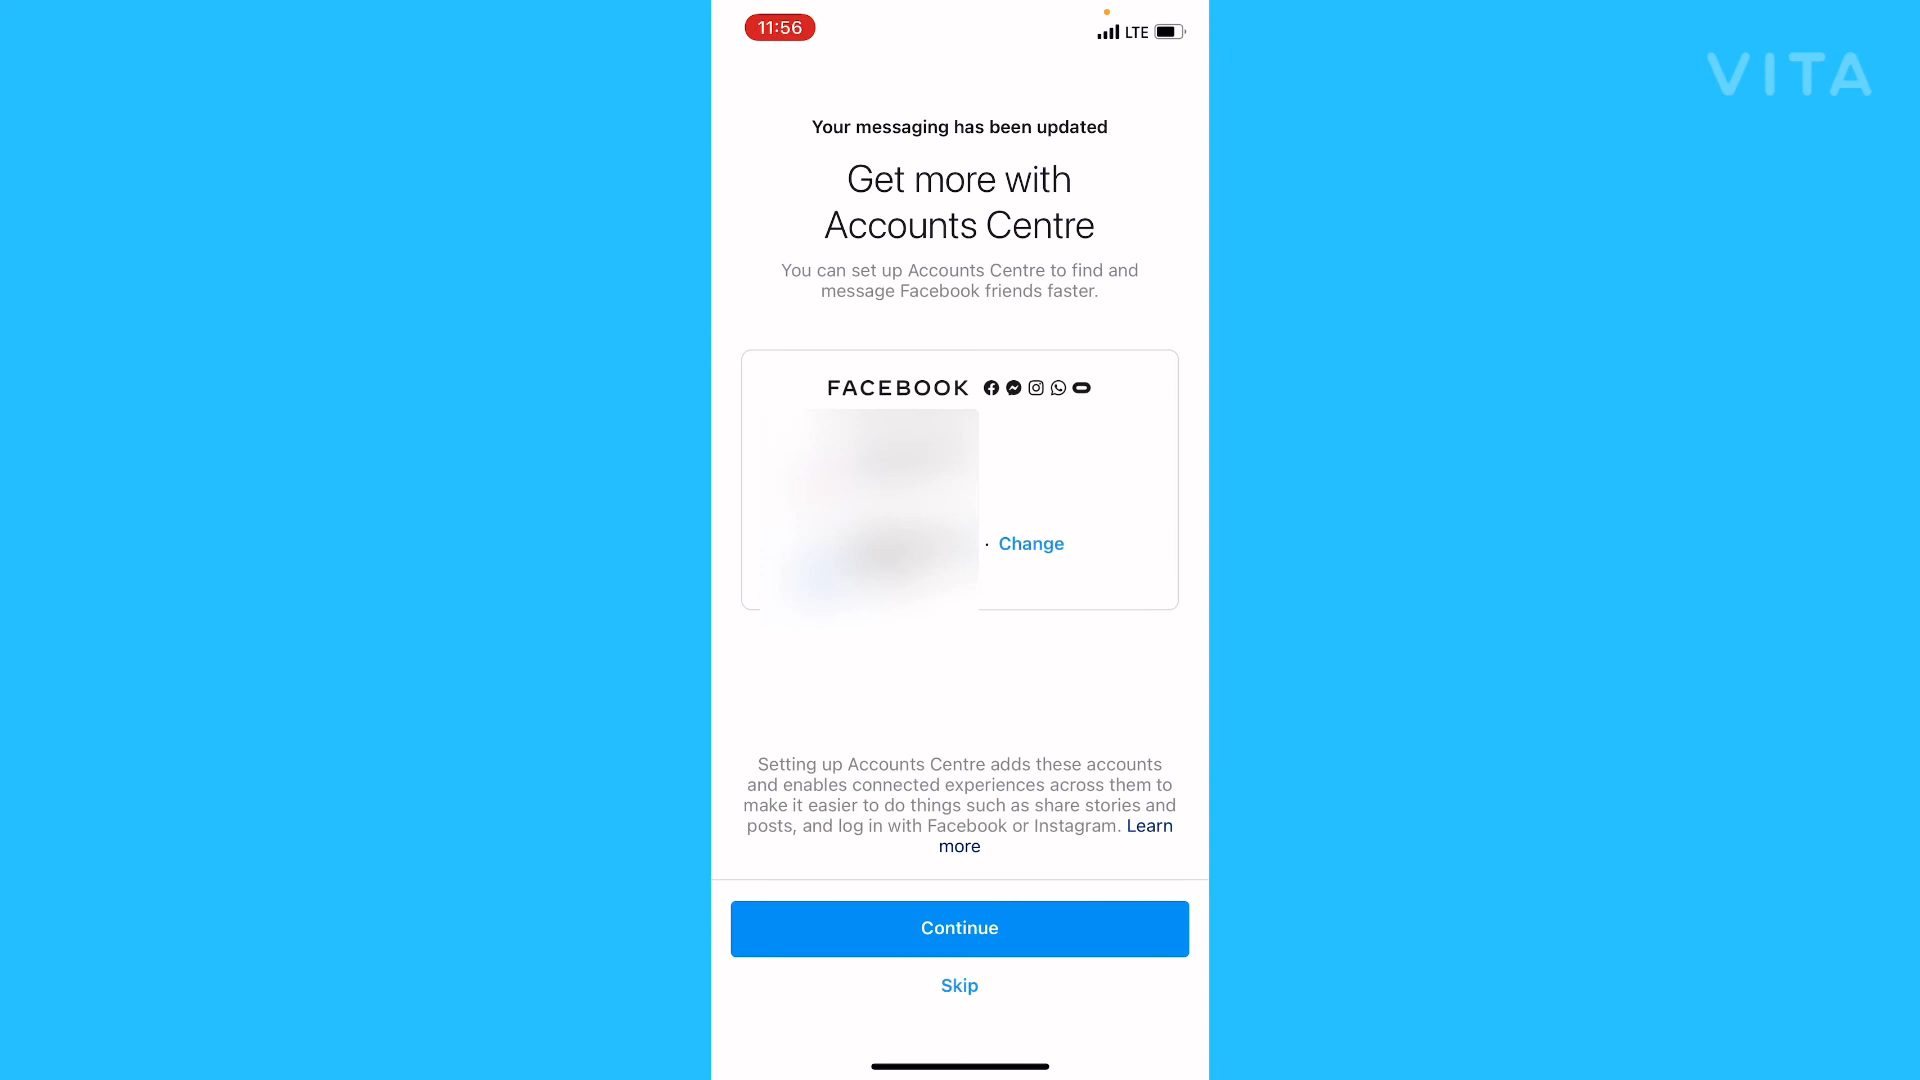 11:56
LTE
VITA
Your messaging has been updated
Get more with
Accounts Centre
You can set up Accounts Centre to find and
message Facebook friends faster.
FACEBOOK
· Change
Setting up Accounts Centre adds these accounts
and enables connected experiences across them to
make it easier to do things such as share stories and
posts, and log in with Facebook or Instagram. Learn
more
Continue
Skip